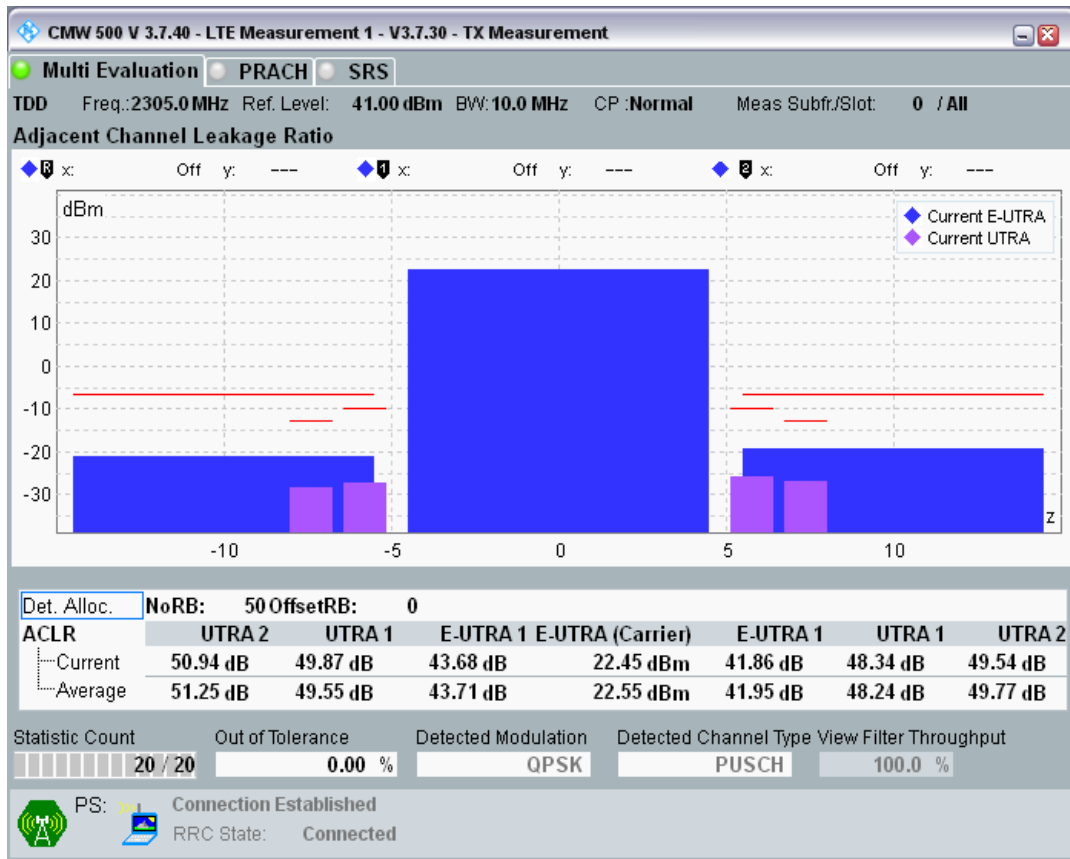 CMW 500 V 3.7.40 - LTE Measurement 1 - V3.7.30 - TX Measurement
Multi Evaluation PRACH SRS
TDD Freq.:2305.0 MHz Ref. Level: 41.00 dBm BW:10.0 MHz CP :Normal Meas Subfr./Slot: 0 / All
Adjacent Channel Leakage Ratio
R x: Off y: --- 1 x: Off y: --- 2 x: Off y: ---
dBm
Current E-UTRA
Current UTRA
30
20
10
0
-10
-20
-30
z
-10 -5 0 5 10
Det. Alloc. NoRB: 50 OffsetRB: 0
ACLR UTRA 2 UTRA 1 E-UTRA 1 E-UTRA (Carrier) E-UTRA 1 UTRA 1 UTRA 2
Current 50.94 dB 49.87 dB 43.68 dB 22.45 dBm 41.86 dB 48.34 dB 49.54 dB
Average 51.25 dB 49.55 dB 43.71 dB 22.55 dBm 41.95 dB 48.24 dB 49.77 dB
Statistic Count Out of Tolerance Detected Modulation Detected Channel Type View Filter Throughput
20 / 20 0.00 % QPSK PUSCH 100.0 %
PS: Connection Established
RRC State: Connected